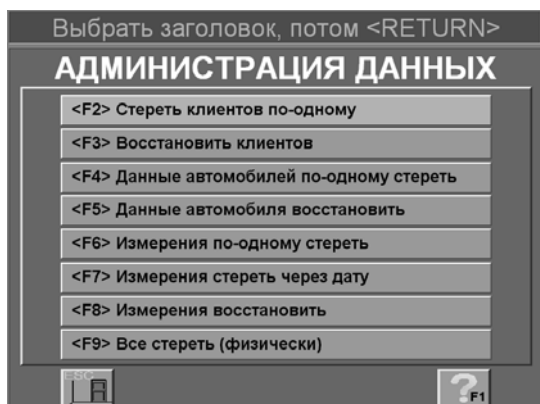 Выбрать заголовок, потом <RETURN>
АДМИНИСТРАЦИЯ ДАННЫХ
<F2> Стереть клиентов по-одному
<F3> Восстановить клиентов
<F4> Данные автомобилей по-одному стереть
<F5> Данные автомобиля восстановить
<F6> Измерения по-одному стереть
<F7> Измерения стереть через дату
<F8> Измерения восстановить
<F9> Все стереть (физически)
ESC
? F1